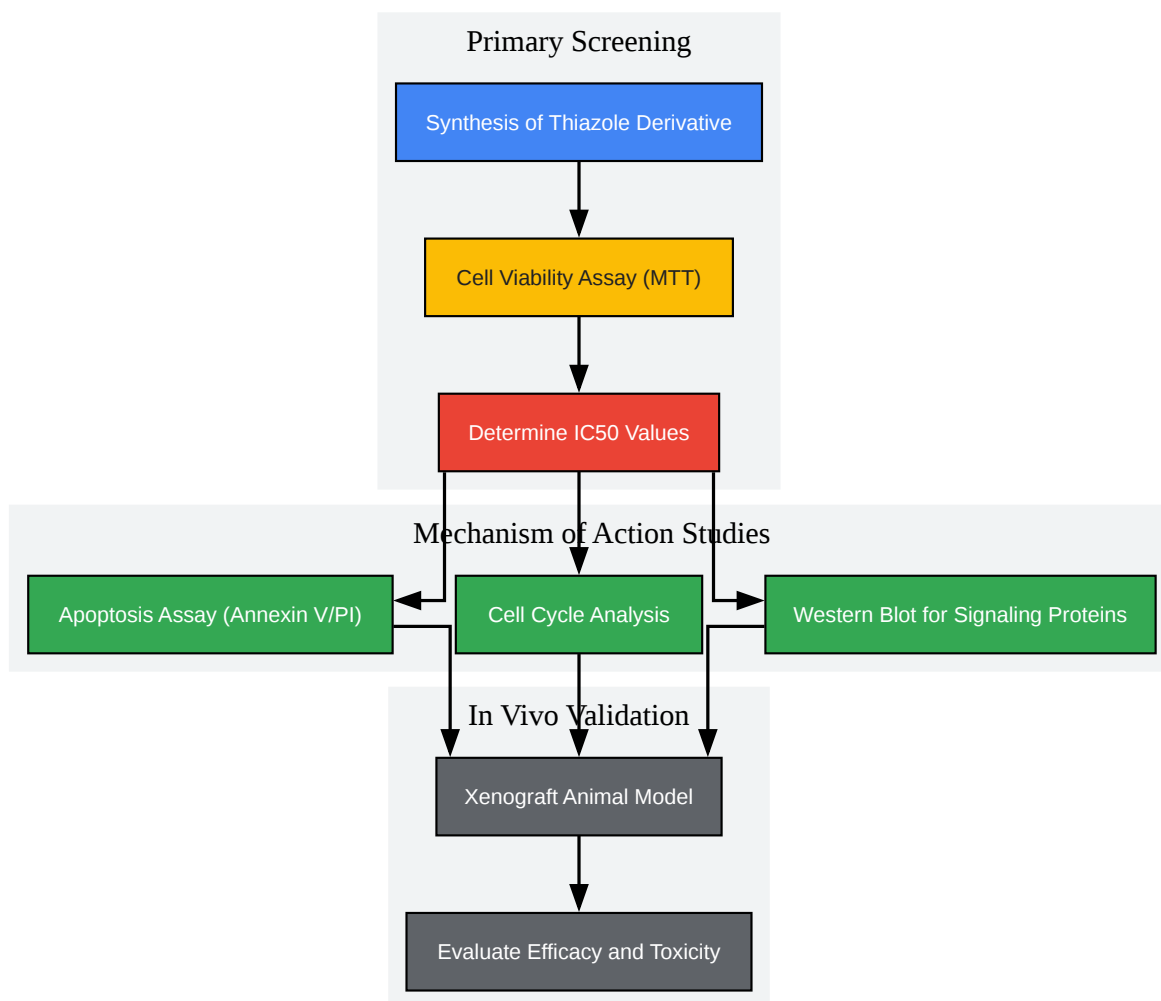 Primary Screening
Synthesis of Thiazole Derivative
Cell Viability Assay (MTT)
Determine IC50 Values
Mechanism of Action Studies
Apoptosis Assay (Annexin V/PI)
Cell Cycle Analysis
Western Blot for Signaling Proteins
In Vivo Validation
Xenograft Animal Model
Evaluate Efficacy and Toxicity